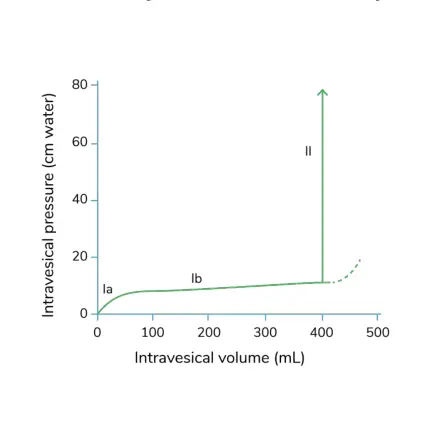 80
60
40
20
0
Intravesical pressure (cm water)
II
Ib
Ia
0 100 200 300 400 500
Intravesical volume (mL)